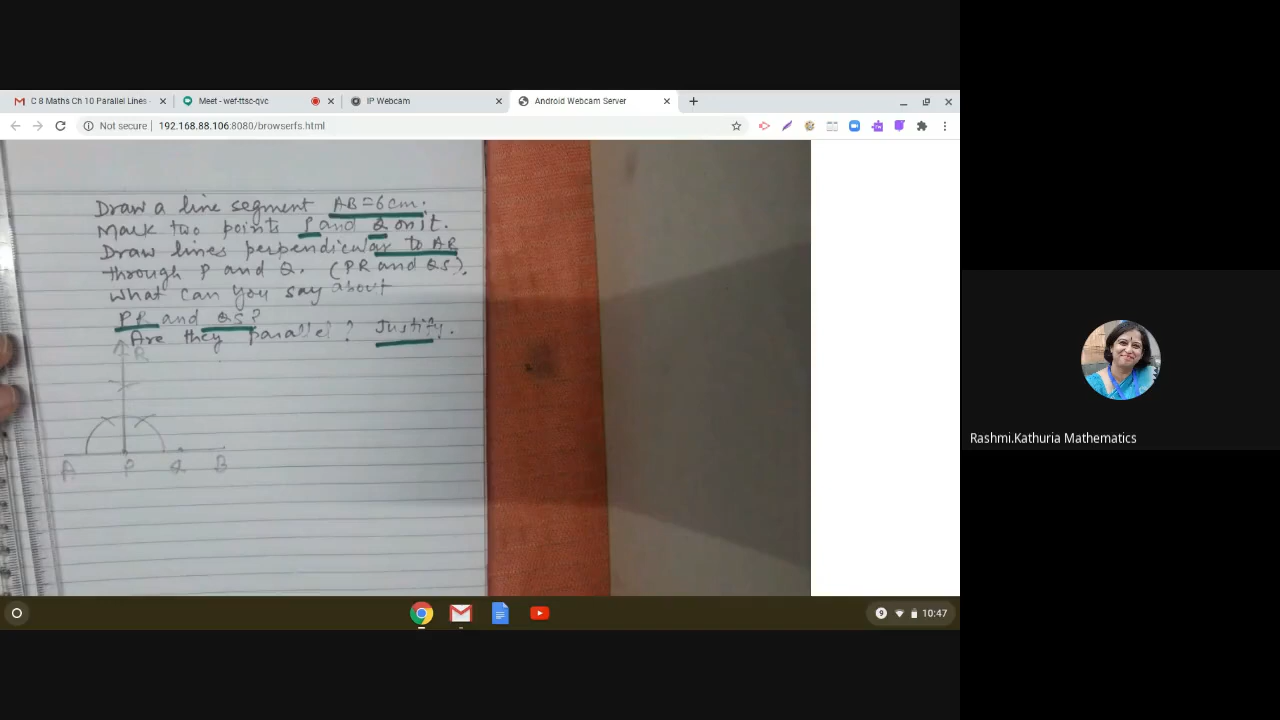 C 8 Maths Ch 10 Parallel Lines -
Meet - wef-ttsc-qvc
IP Webcam
Android Webcam Server
Not secure | 192.168.88.106:8080/browserfs.html
Draw a line segment AB=6cm.
Mark two points P and Q on it.
Draw lines perpendicular to AB
through P and Q. (PR and QS).
What can you say about
PR and QS?
Are they parallel? Justify.
R
A P Q B
Rashmi.Kathuria Mathematics
9
10:47